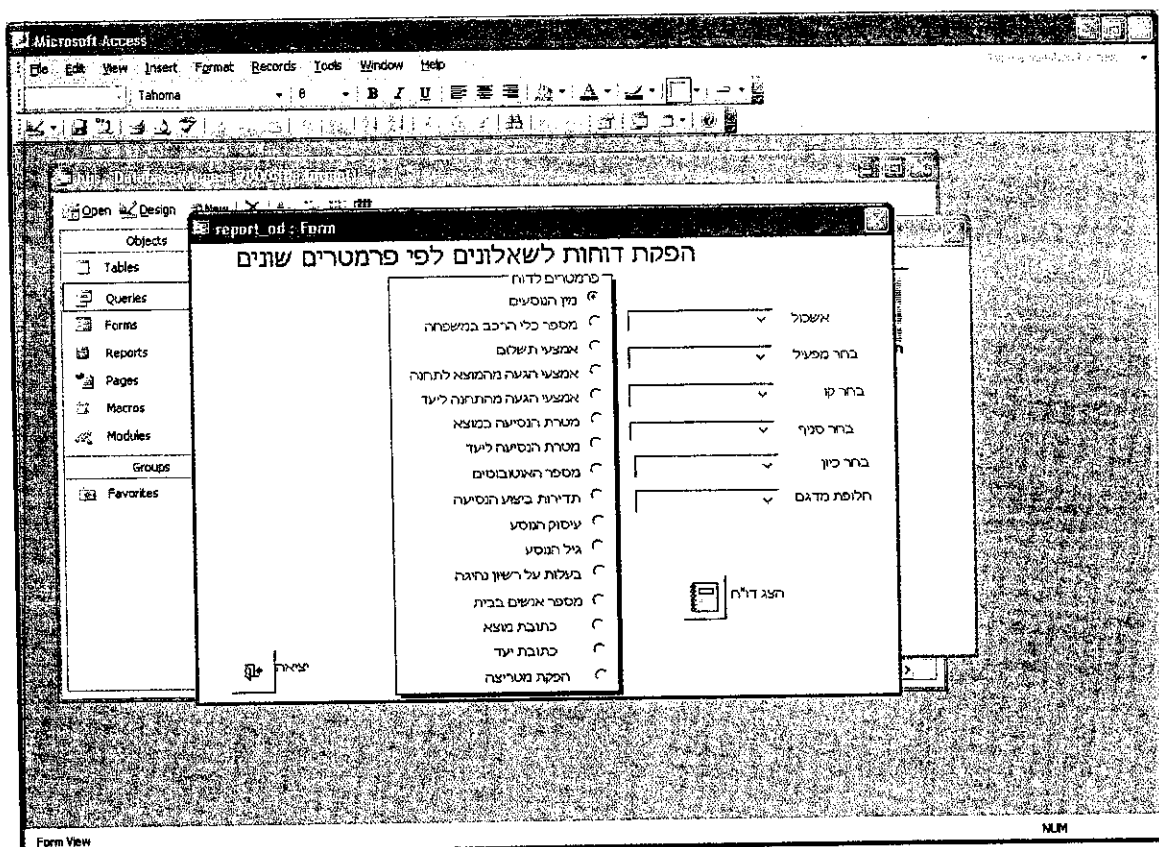 Microsoft Access
File Edit View Insert Format Records Tools Window Help
Tahoma 8 B I U
Open Design New
report_od : Form
Objects
Tables
Queries
Forms
Reports
Pages
Macros
Modules
Groups
Favorites
הפקת דוחות לשאלונים לפי פרמטרים שונים
פרמטרים לדוח
מין הנוסעים
מספר כלי הרכב במשפחה
אמצעי תשלום
אמצעי הגעה מהמוצא לתחנה
אמצעי הגעה מהתחנה ליעד
מטרת הנסיעה במוצא
מטרת הנסיעה ליעד
מספר האוטובוסים
תדירות ביצוע הנסיעה
עיסוק הנוסע
גיל הנוסע
בעלות על רשיון נהיגה
מספר אנשים בבית
כתובת מוצא
כתובת יעד
הפקת מטריצה
אשכול
בחר מפעיל
בחר קו
בחר סניף
בחר כיון
חלופת מדגם
הצג דו"ח
יציאה
Form View
NUM